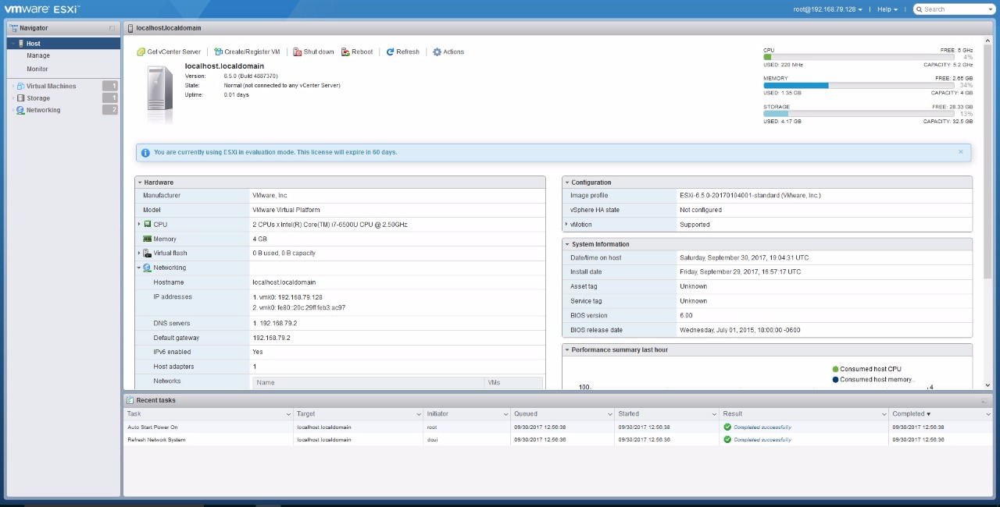 vmware ESXi™
root@192.168.79.128 | Help | Search
Navigator
Host
Manage
Monitor
Virtual Machines 1
Storage 1
Networking 2
localhost.localdomain
Get vCenter Server | Create/Register VM | Shut down Reboot | Refresh | Actions
localhost.localdomain
Version: 6.5.0 (Build 4887370)
State: Normal (not connected to any vCenter Server)
Uptime: 0.01 days
CPU FREE: 5 GHz
4%
USED: 220 MHz CAPACITY: 5.2 GHz
MEMORY FREE: 2.65 GB
34%
USED: 1.35 GB CAPACITY: 4 GB
STORAGE FREE: 28.33 GB
13%
USED: 4.17 GB CAPACITY: 32.5 GB
You are currently using ESXi in evaluation mode. This license will expire in 60 days.
Hardware
Manufacturer VMware, Inc.
Model VMware Virtual Platform
CPU 2 CPUs x Intel(R) Core(TM) i7-6500U CPU @ 2.50GHz
Memory 4 GB
Virtual flash 0 B used, 0 B capacity
Networking
Hostname localhost.localdomain
IP addresses 1. vmk0: 192.168.79.128
2. vmk0: fe80::20c:29ff:feb3:ac97
DNS servers 1. 192.168.79.2
Default gateway 192.168.79.2
IPv6 enabled Yes
Host adapters 1
Networks Name VMs
Configuration
Image profile ESXi-6.5.0-20170104001-standard (VMware, Inc.)
vSphere HA state Not configured
vMotion Supported
System Information
Date/time on host Saturday, September 30, 2017, 19:04:31 UTC
Install date Friday, September 29, 2017, 16:57:17 UTC
Asset tag Unknown
Service tag Unknown
BIOS version 6.00
BIOS release date Wednesday, July 01, 2015, 18:00:00 -0600
Performance summary last hour
Consumed host CPU
Consumed host memory...
100 4
Recent tasks
Task Target Initiator Queued Started Result Completed
Auto Start Power On localhost.localdomain root 09/30/2017 12:56:38 09/30/2017 12:56:38 Completed successfully 09/30/2017 12:56:38
Refresh Network System localhost.localdomain dcui 09/30/2017 12:56:36 09/30/2017 12:56:36 Completed successfully 09/30/2017 12:56:36